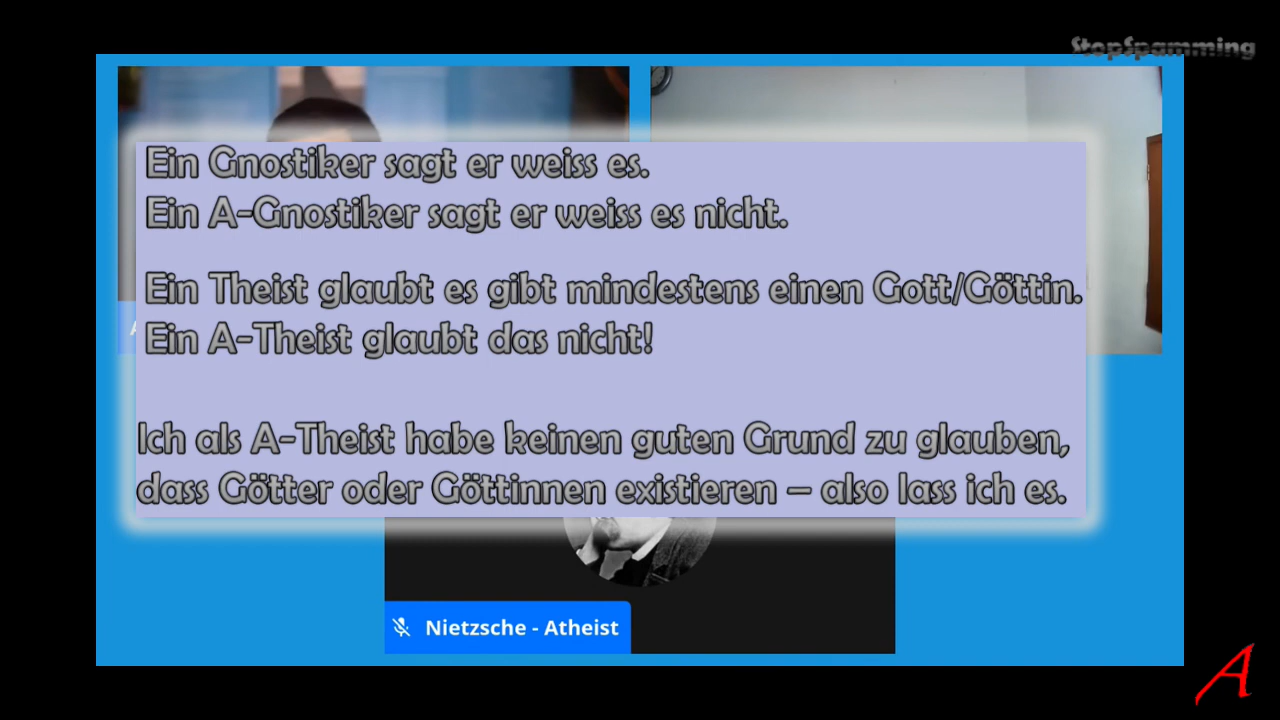 StopSpamming
Ein Gnostiker sagt er weiss es.
Ein A-Gnostiker sagt er weiss es nicht.
Ein Theist glaubt es gibt mindestens einen Gott/Göttin.
Ein A-Theist glaubt das nicht!
Ich als A-Theist habe keinen guten Grund zu glauben,
dass Götter oder Göttinnen existieren – also lass ich es.
Nietzsche - Atheist
A